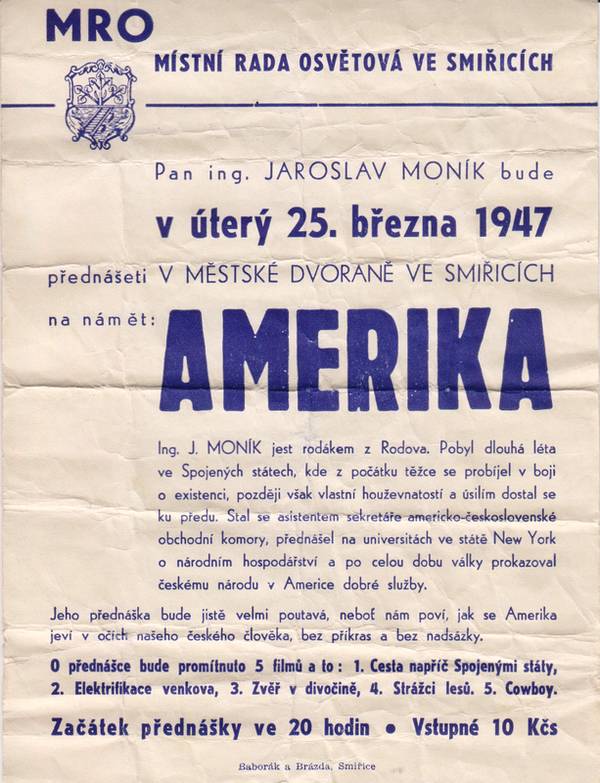 MRO
MÍSTNÍ RADA OSVĚTOVÁ VE SMIŘICÍCH
Pan ing. JAROSLAV MONÍK bude
v úterý 25. března 1947
přednášeti V MĚSTSKÉ DVORANĚ VE SMIŘICÍCH
na námět:
AMERIKA
Ing. J. MONÍK jest rodákem z Rodova. Pobyl dlouhá léta
ve Spojených státech, kde z počátku těžce se probíjel v boji
o existenci, později však vlastní houževnatostí a úsilím dostal se
ku předu. Stal se asistentem sekretáře americko-československé
obchodní komory, přednášel na universitách ve státě New York
o národním hospodářství a po celou dobu války prokazoval
českému národu v Americe dobré služby.
Jeho přednáška bude jistě velmi poutavá, neboť nám poví, jak se Amerika
jeví v očích našeho českého člověka, bez příkras a bez nadsázky.
O přednášce bude promítnuto 5 filmů a to: 1. Cesta napříč Spojenými státy,
2. Elektrifikace venkova, 3. Zvěř v divočině, 4. Strážci lesů. 5. Cowboy.
Začátek přednášky ve 20 hodin • Vstupné 10 Kčs
Baborák a Brázda, Smiřice